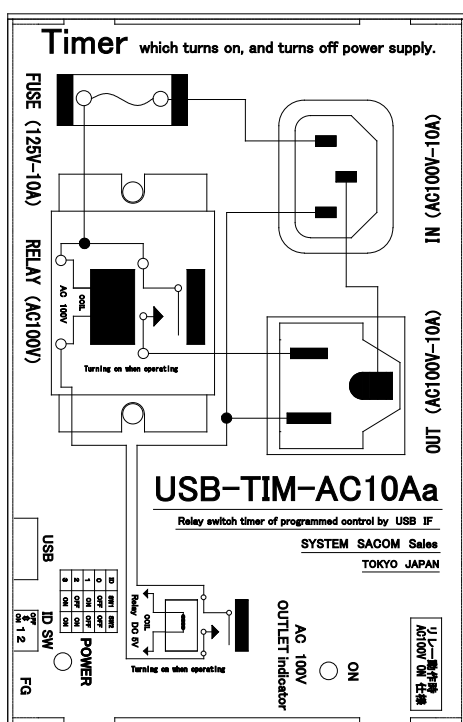 Timer which turns on, and turns off power supply.
FUSE (125V-10A)
IN (AC100V-10A)
RELAY (AC100V)
AC 100V
COIL
Turning on when operating
OUT (AC100V-10A)
USB-TIM-AC10Aa
Relay switch timer of programmed control by USB IF
SYSTEM SACOM Sales
TOKYO JAPAN
USB
ID SW1 SW2
0 OFF OFF
1 ON OFF
2 OFF ON
3 ON ON
ID SW
OFF
ON
1 2
FG
POWER
Relay DC 5V
COIL
Turning on when operating
AC 100V
OUTLET indicator
ON
リレー動作時
AC100V ON 仕様